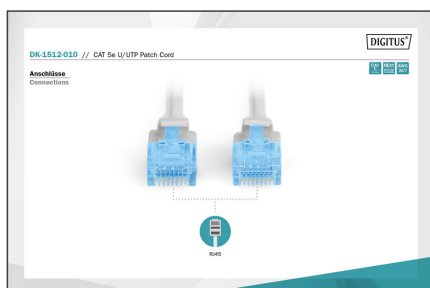 DIGITUS®
DK-1512-010 // CAT 5e U/UTP Patch Cord
Anschlüsse
Connections
RJ45